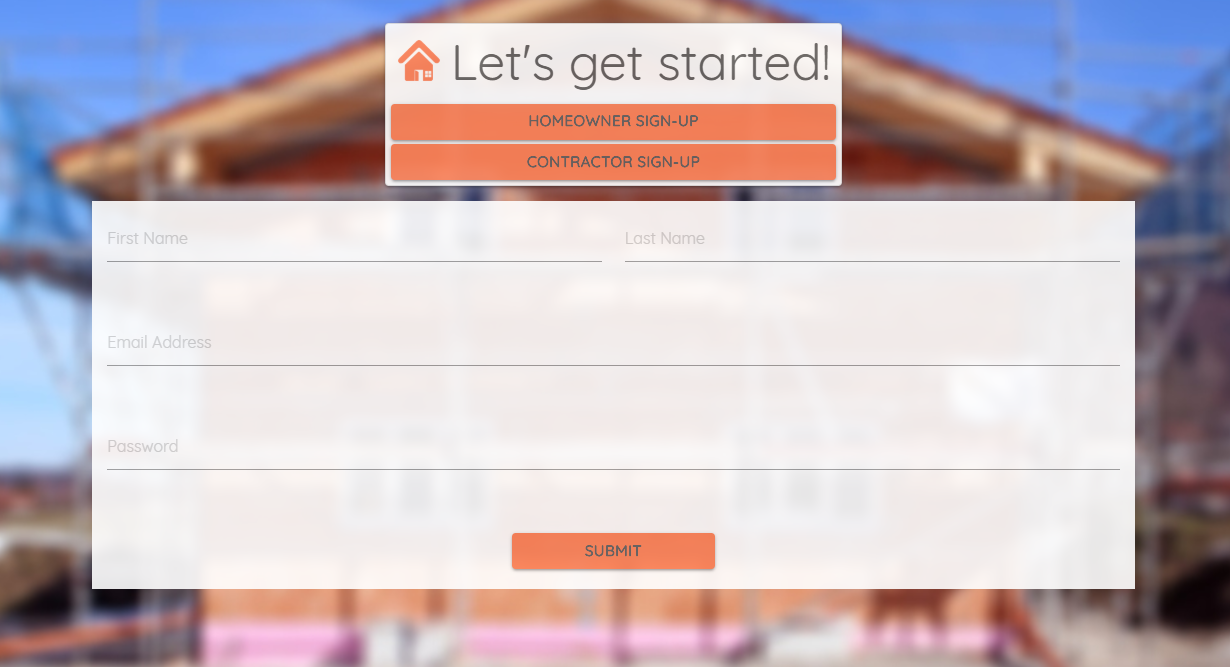 Let's get started!
HOMEOWNER SIGN-UP
CONTRACTOR SIGN-UP
First Name Last Name
Email Address
Password
SUBMIT